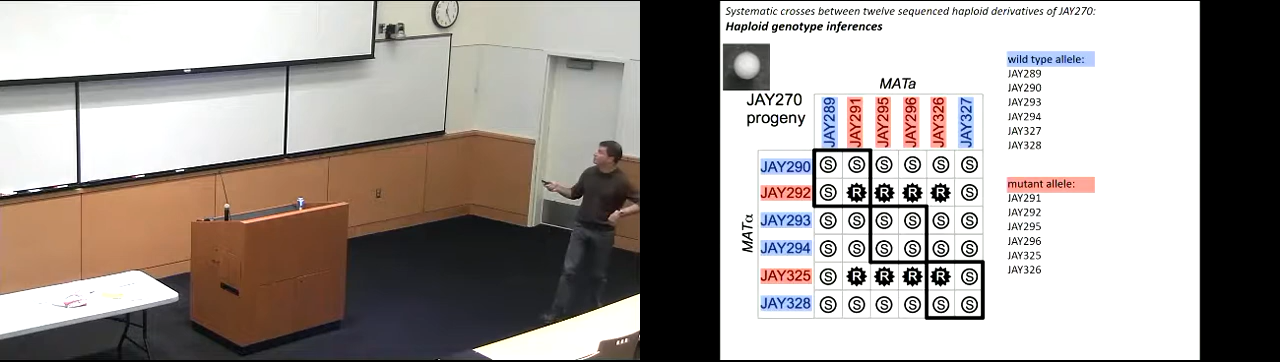 Systematic crosses between twelve sequenced haploid derivatives of JAY270:
Haploid genotype inferences
MATa
JAY270
progeny
JAY289
JAY291
JAY295
JAY296
JAY326
JAY327
MATα
JAY290 S S S S S S
JAY292 S R R R R S
JAY293 S S S S S S
JAY294 S S S S S S
JAY325 S R R R R S
JAY328 S S S S S S
wild type allele:
JAY289
JAY290
JAY293
JAY294
JAY327
JAY328
mutant allele:
JAY291
JAY292
JAY295
JAY296
JAY325
JAY326